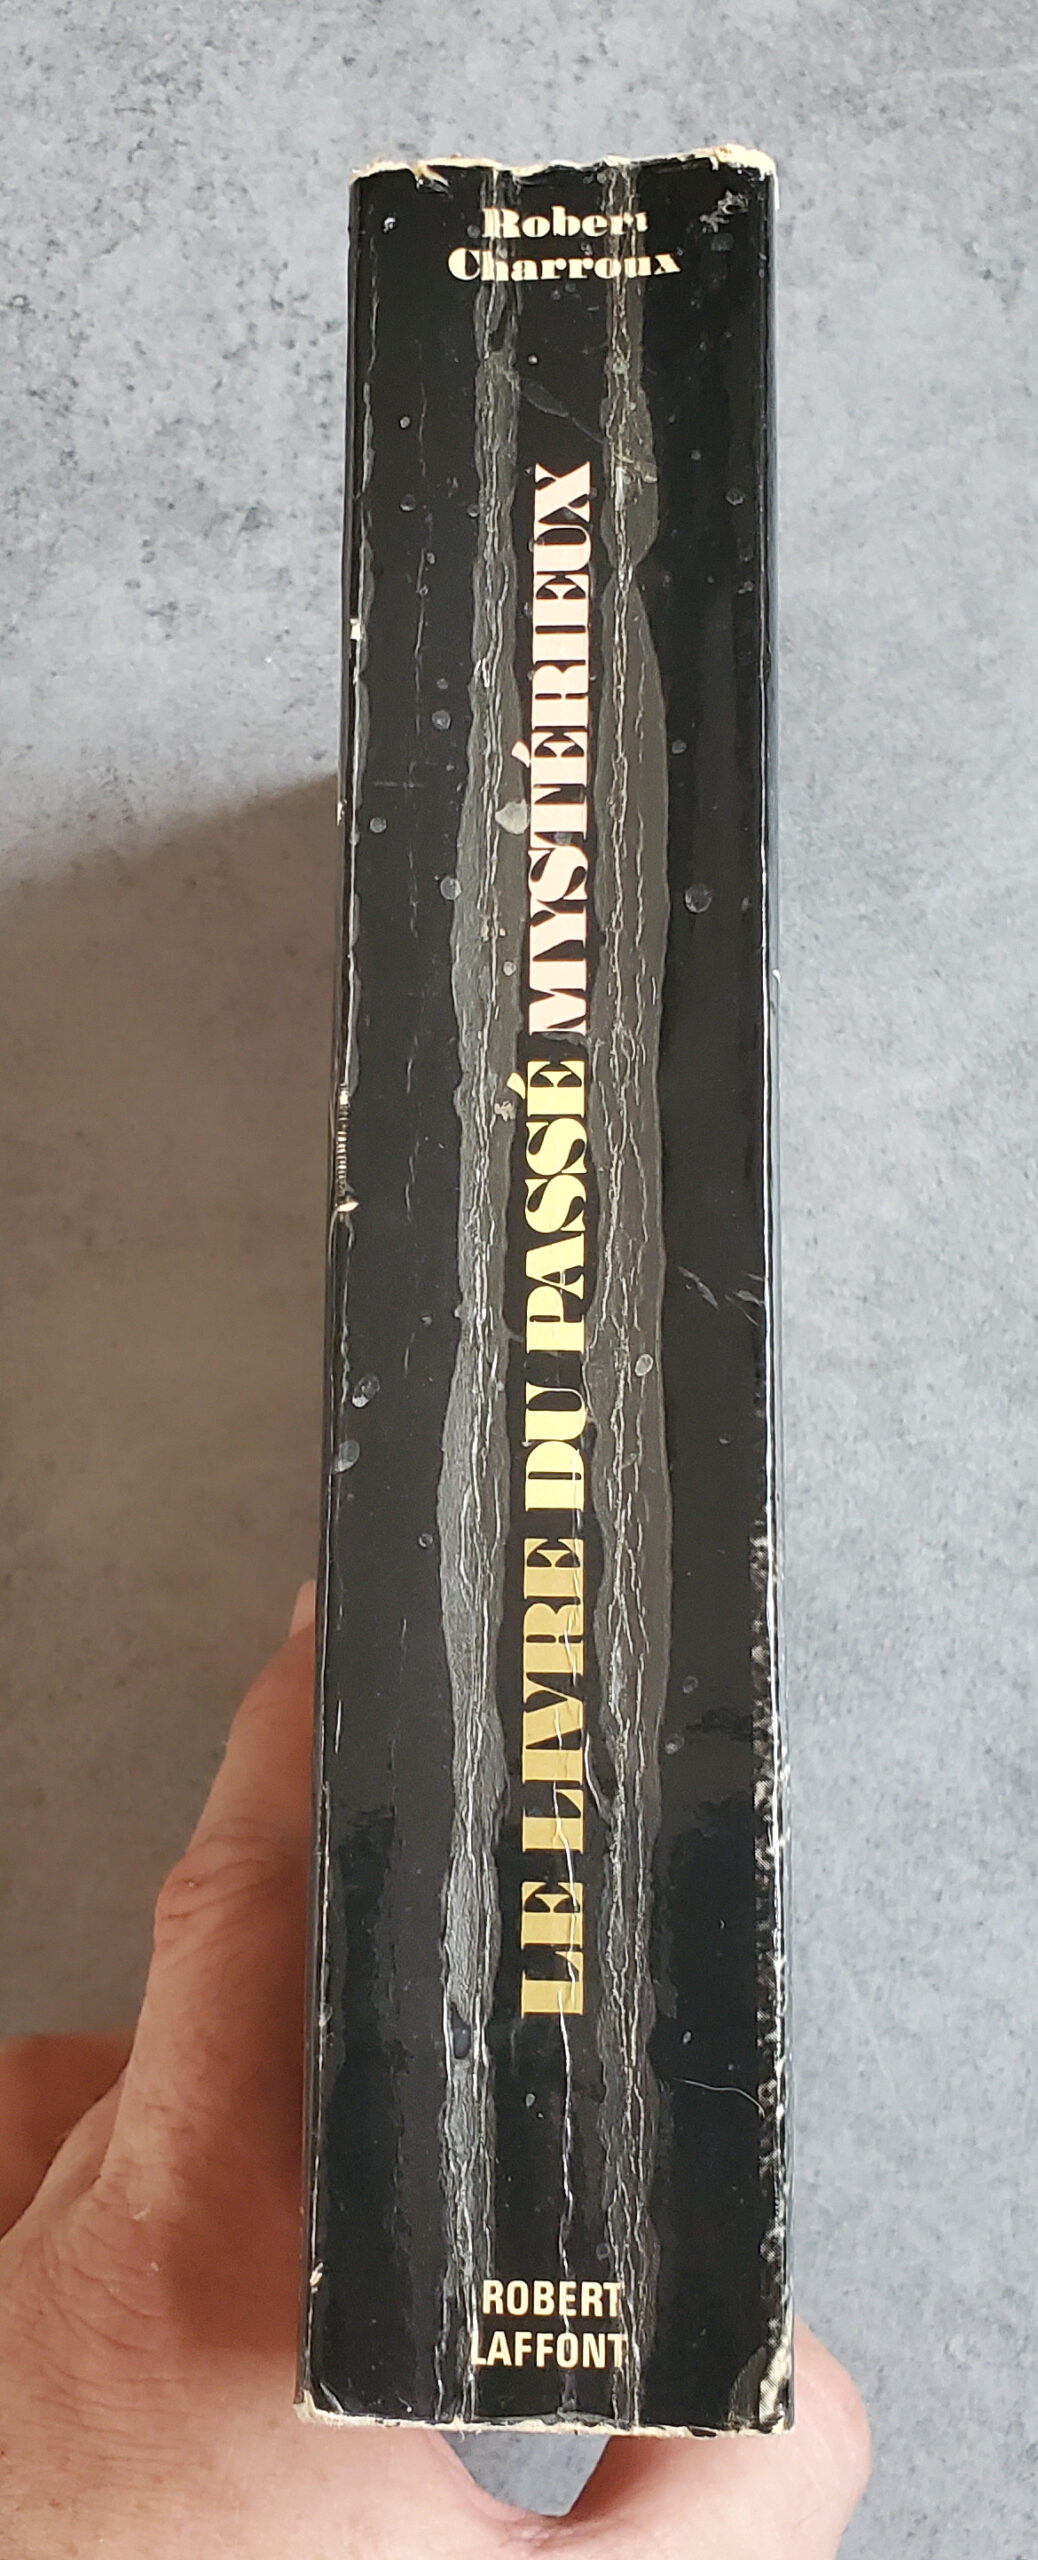 Robert
Charroux
LE LIVRE DU PASSÉ MYSTÉRIEUX
ROBERT
LAFFONT